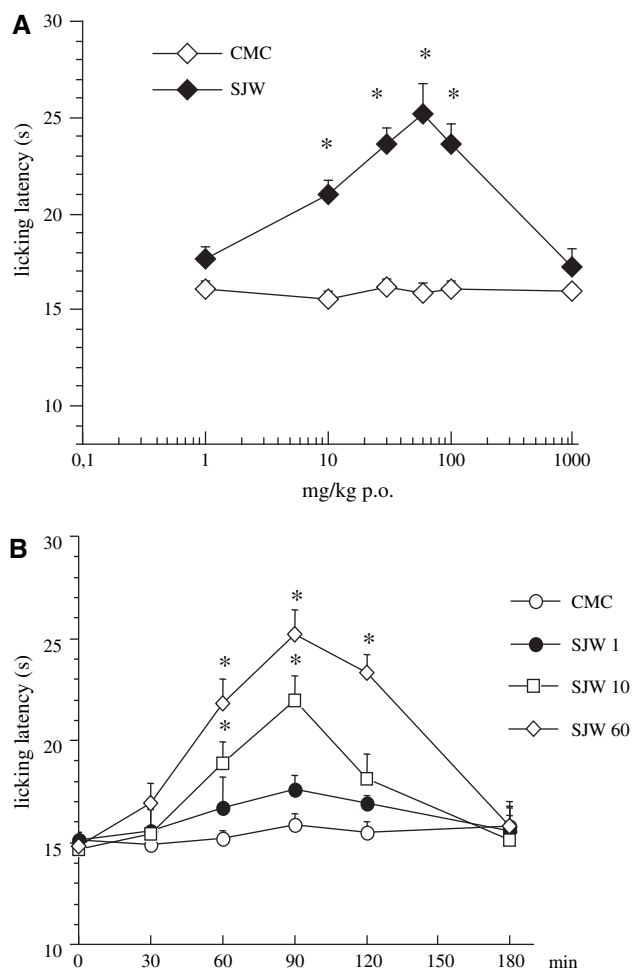 A
30
25
20
15
10
licking latency (s)
CMC
SJW
*
*
*
*
0,1
1
10
100
1000
mg/kg p.o.
B
30
25
20
15
10
licking latency (s)
*
*
*
*
*
CMC
SJW 1
SJW 10
SJW 60
0
30
60
90
120
150
180
min